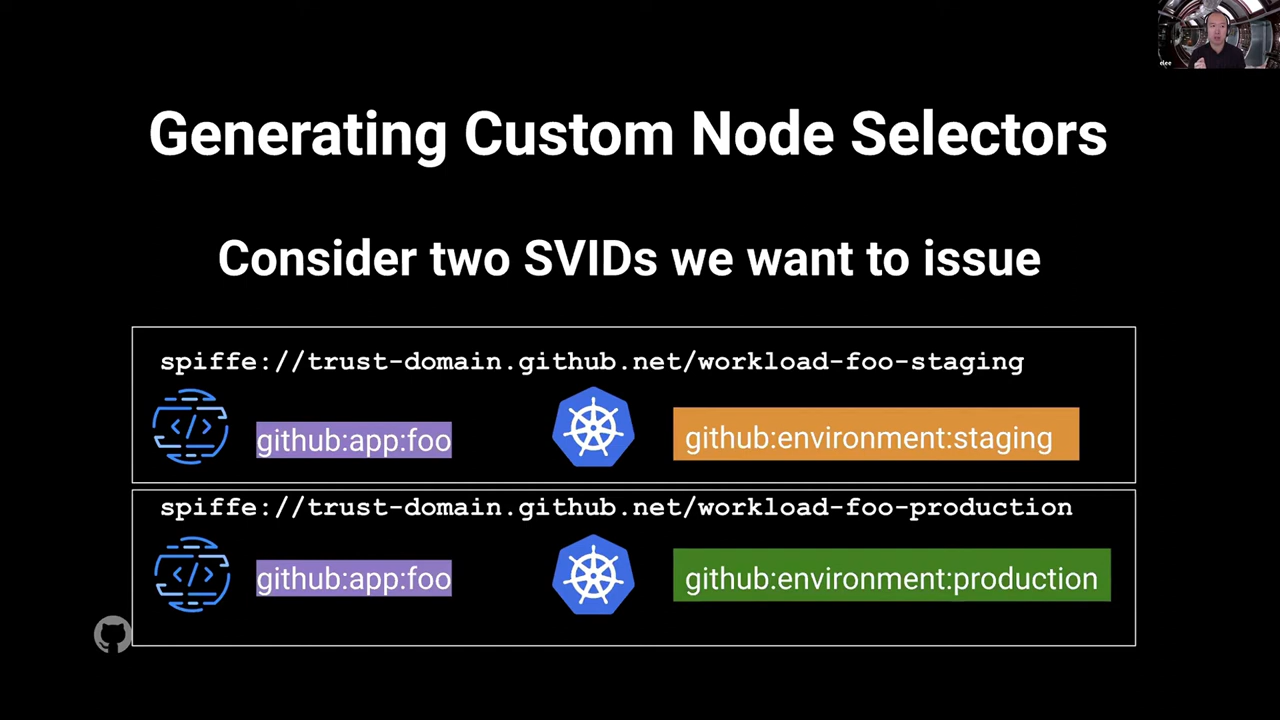 elee
Generating Custom Node Selectors
Consider two SVIDs we want to issue
spiffe://trust-domain.github.net/workload-foo-staging
</>
github:app:foo
github:environment:staging
spiffe://trust-domain.github.net/workload-foo-production
</>
github:app:foo
github:environment:production